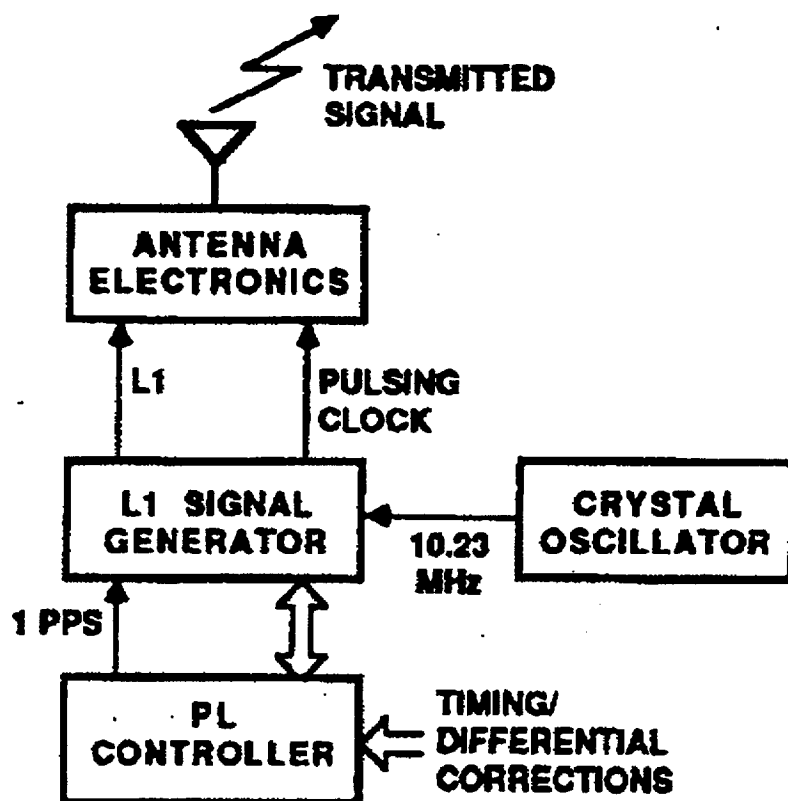 TRANSMITTED
SIGNAL
ANTENNA
ELECTRONICS
L1
PULSING
CLOCK
L1 SIGNAL
GENERATOR
10.23
MHz
CRYSTAL
OSCILLATOR
1 PPS
PL
CONTROLLER
TIMING/
DIFFERENTIAL
CORRECTIONS